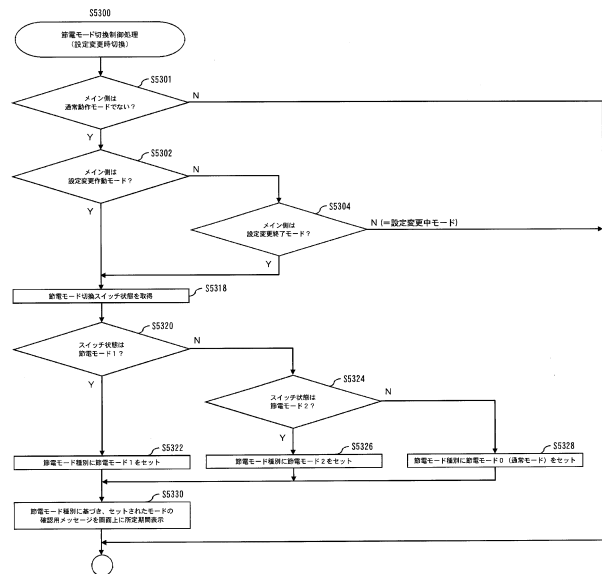 S5300
節電モード切換制御処理
(設定変更時切換)
S5301
メイン側は
通常動作モードでない?
N
Y
S5302
メイン側は
設定変更作動モード?
N
Y
S5304
メイン側は
設定変更終了モード?
N (=設定変更中モード)
Y
S5318
節電モード切換スイッチ状態を取得
S5320
スイッチ状態は
節電モード1?
N
Y
S5324
スイッチ状態は
節電モード2?
N
Y
S5322
節電モード種別に節電モード1をセット
S5326
節電モード種別に節電モード2をセット
S5328
節電モード種別に節電モード0(通常モード)をセット
S5330
節電モード種別に基づき、セットされたモードの
確認用メッセージを画面上に所定期間表示